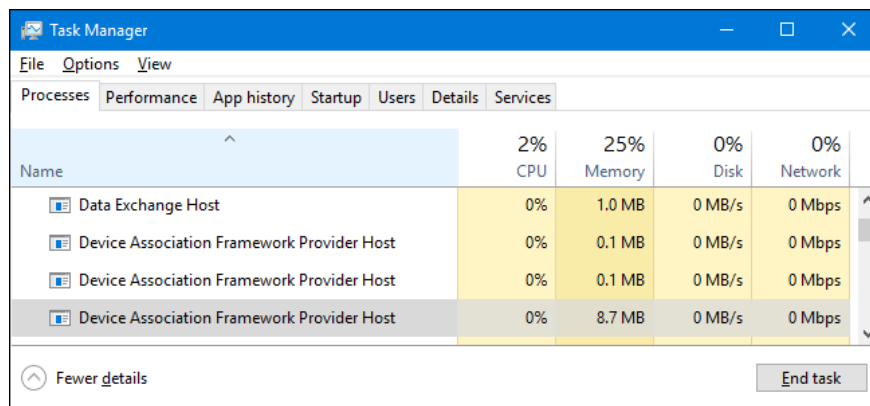 Task Manager
File Options View
Processes Performance App history Startup Users Details Services
2% 25% 0% 0%
Name CPU Memory Disk Network
Data Exchange Host 0% 1.0 MB 0 MB/s 0 Mbps
Device Association Framework Provider Host 0% 0.1 MB 0 MB/s 0 Mbps
Device Association Framework Provider Host 0% 0.1 MB 0 MB/s 0 Mbps
Device Association Framework Provider Host 0% 8.7 MB 0 MB/s 0 Mbps
Fewer details End task